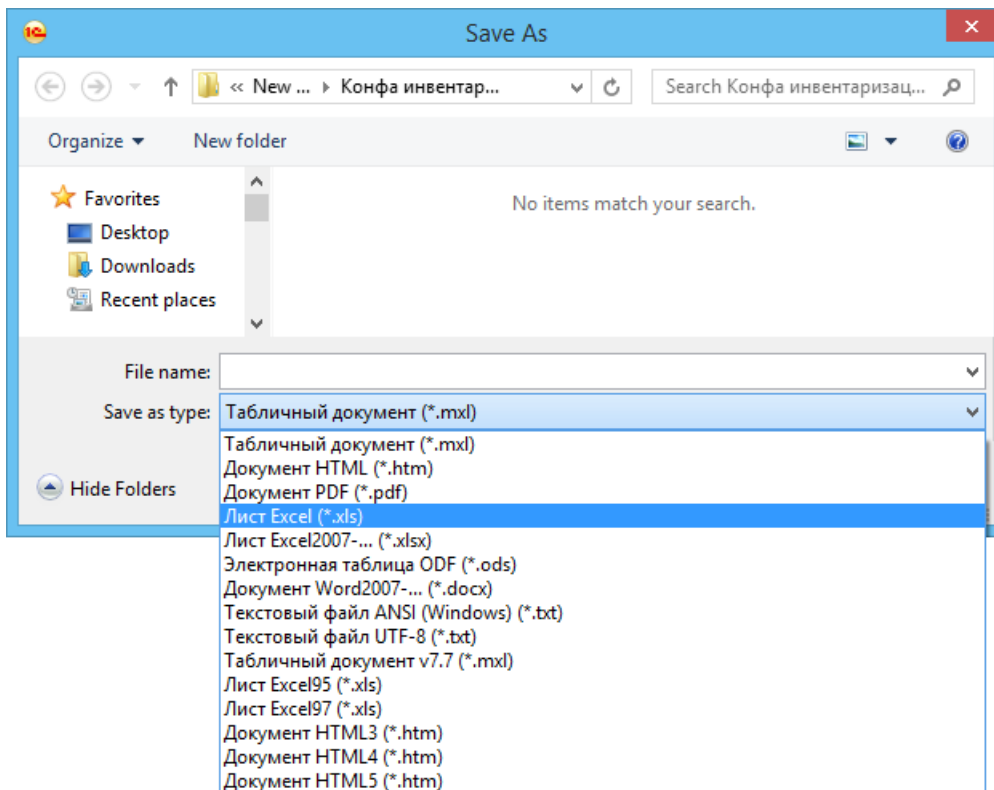 1С
Save As
« New ... Конфа инвентар...
Search Конфа инвентаризац...
Organize
New folder
Favorites
Desktop
Downloads
Recent places
No items match your search.
File name:
Save as type: Табличный документ (*.mxl)
Hide Folders
Табличный документ (*.mxl)
Документ HTML (*.htm)
Документ PDF (*.pdf)
Лист Excel (*.xls)
Лист Excel2007-... (*.xlsx)
Электронная таблица ODF (*.ods)
Документ Word2007-... (*.docx)
Текстовый файл ANSI (Windows) (*.txt)
Текстовый файл UTF-8 (*.txt)
Табличный документ v7.7 (*.mxl)
Лист Excel95 (*.xls)
Лист Excel97 (*.xls)
Документ HTML3 (*.htm)
Документ HTML4 (*.htm)
Документ HTML5 (*.htm)